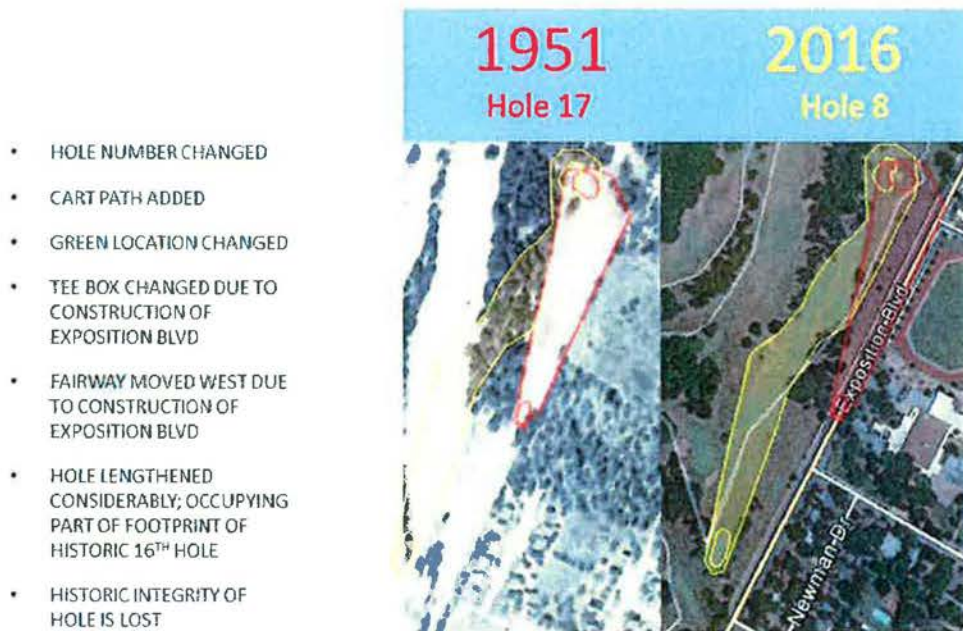 1951
Hole 17
2016
Hole 8
• HOLE NUMBER CHANGED
• CART PATH ADDED
• GREEN LOCATION CHANGED
• TEE BOX CHANGED DUE TO
CONSTRUCTION OF
EXPOSITION BLVD
• FAIRWAY MOVED WEST DUE
TO CONSTRUCTION OF
EXPOSITION BLVD
• HOLE LENGTHENED
CONSIDERABLY; OCCUPYING
PART OF FOOTPRINT OF
HISTORIC 16TH HOLE
• HISTORIC INTEGRITY OF
HOLE IS LOST
Exposition-Blvd
Newman-Dr